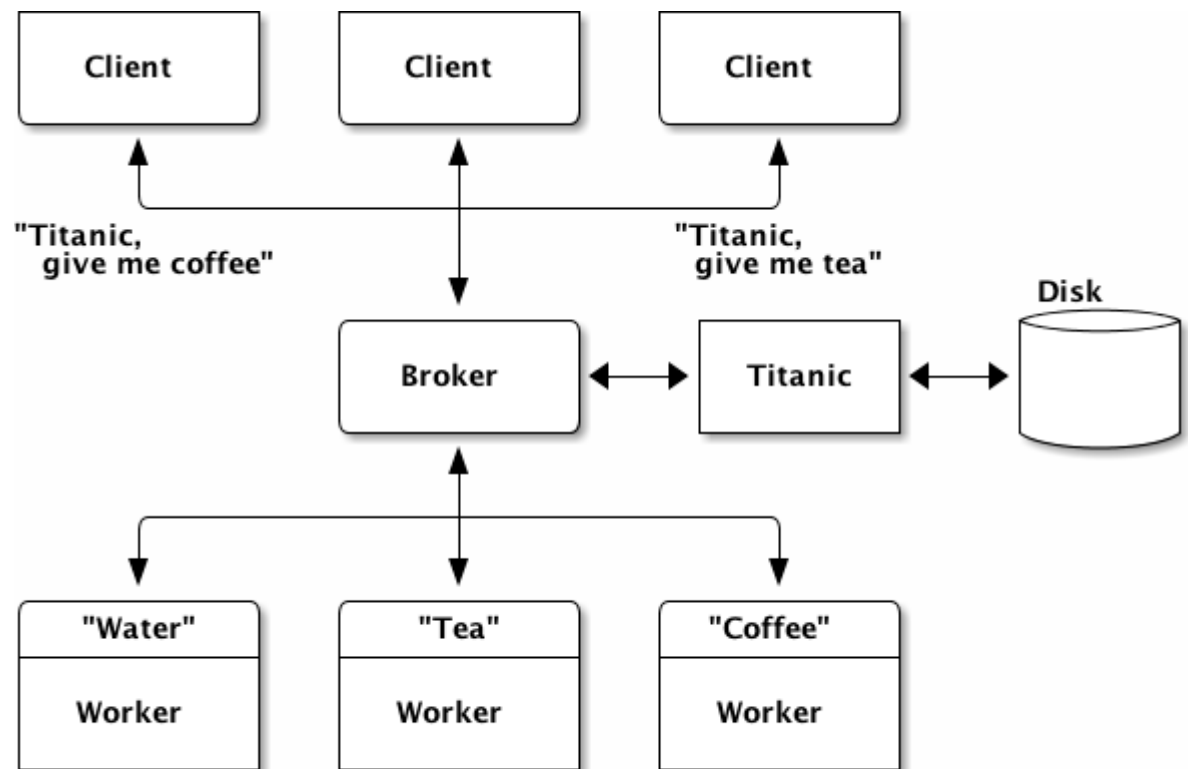 Client
Client
Client
"Titanic,
give me coffee"
"Titanic,
give me tea"
Disk
Broker
Titanic
"Water"
"Tea"
"Coffee"
Worker
Worker
Worker